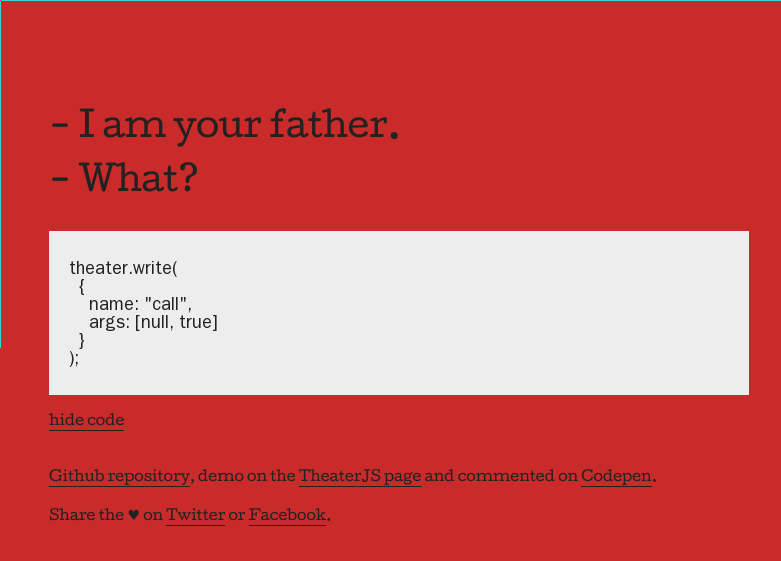 - I am your father.
- What?
theater.write(
{
name: "call",
args: [null, true]
}
);
hide code
Github repository, demo on the TheaterJS page and commented on Codepen.
Share the ♥ on Twitter or Facebook.